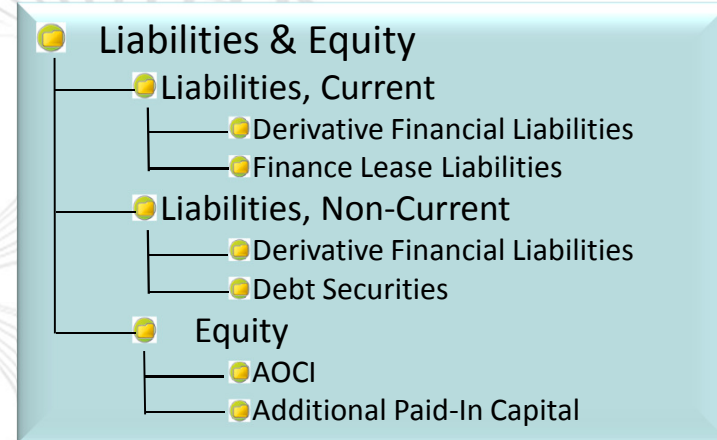 Liabilities & Equity
Liabilities, Current
Derivative Financial Liabilities
Finance Lease Liabilities
Liabilities, Non-Current
Derivative Financial Liabilities
Debt Securities
Equity
AOCI
Additional Paid-In Capital